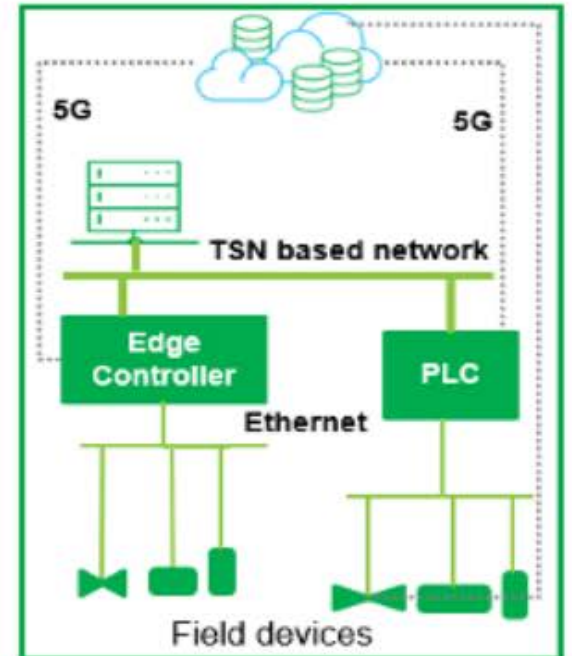 5G
5G
TSN based network
Edge
Controller
PLC
Ethernet
Field devices